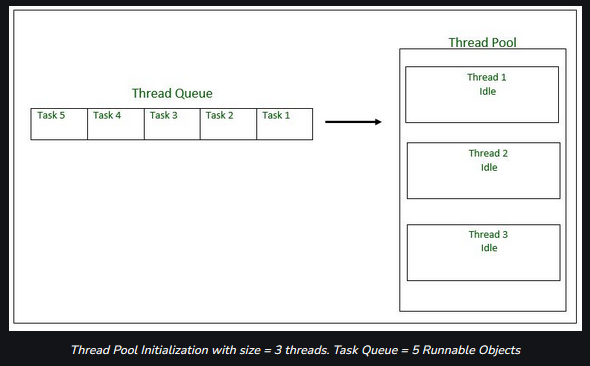 Thread Pool
Thread Queue
Task 5 Task 4 Task 3 Task 2 Task 1
Thread 1
Idle
Thread 2
Idle
Thread 3
Idle
Thread Pool Initialization with size = 3 threads. Task Queue = 5 Runnable Objects